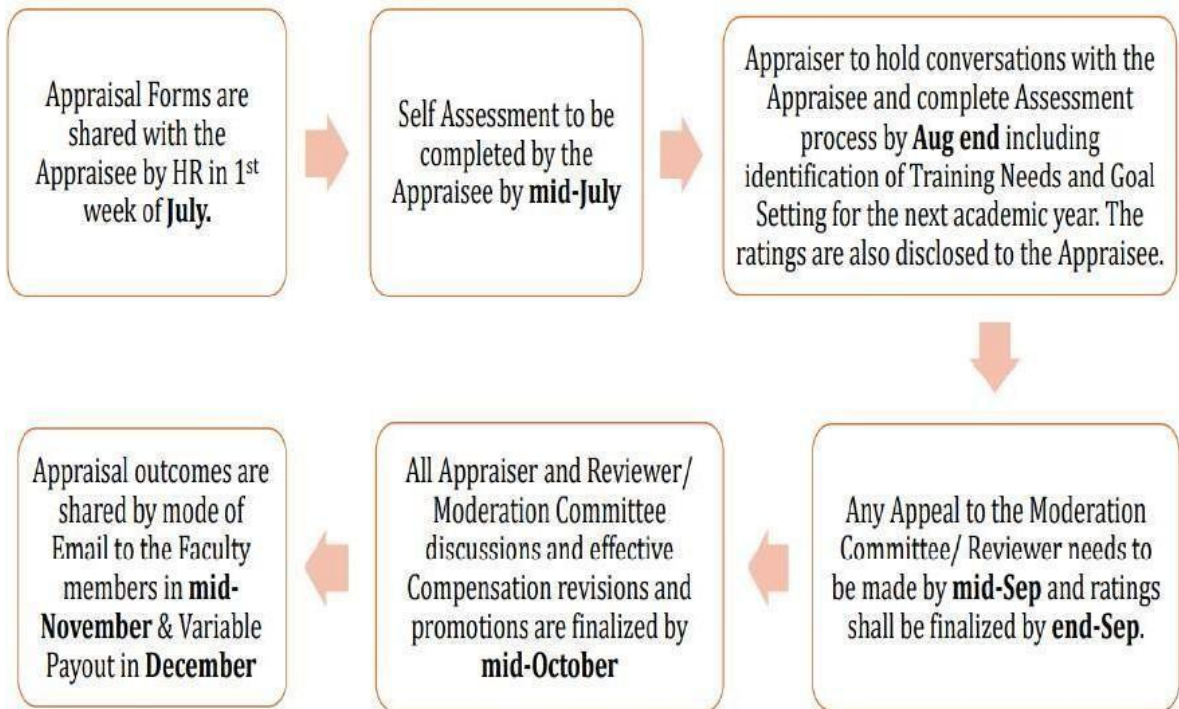 Appraisal Forms are
shared with the
Appraisee by HR in 1st
week of July.
Self Assessment to be
completed by the
Appraisee by mid-July
Appraiser to hold conversations with the
Appraisee and complete Assessment
process by Aug end including
identification of Training Needs and Goal
Setting for the next academic year. The
ratings are also disclosed to the Appraisee.
Any Appeal to the Moderation
Committee/ Reviewer needs to
be made by mid-Sep and ratings
shall be finalized by end-Sep.
All Appraiser and Reviewer/
Moderation Committee
discussions and effective
Compensation revisions and
promotions are finalized by
mid-October
Appraisal outcomes are
shared by mode of
Email to the Faculty
members in mid-
November & Variable
Payout in December